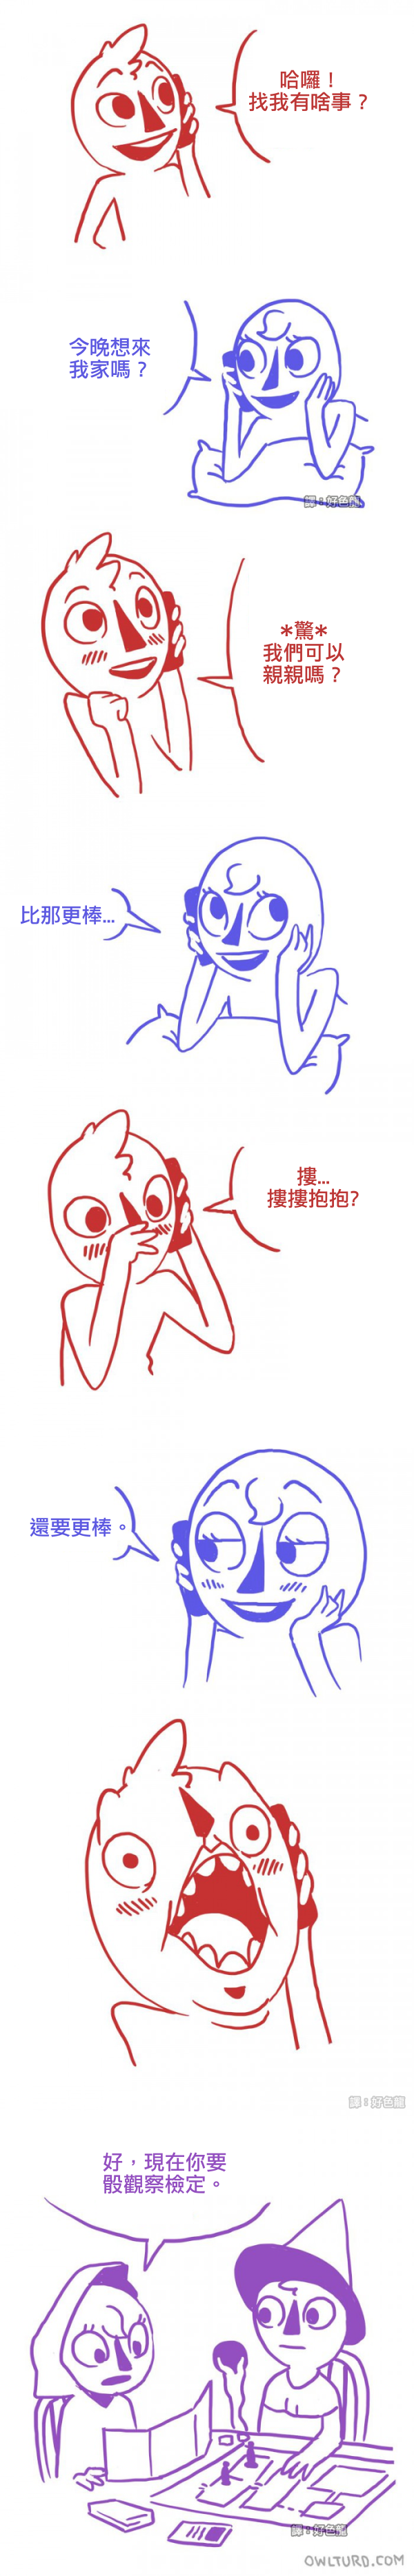 哈囉！
找我有啥事？
今晚想來
我家嗎？
譯：好色龍
*驚*
我們可以
親親嗎？
比那更棒...
摟...
摟摟抱抱?
還要更棒。
譯：好色龍
好，現在你要
骰觀察檢定。
譯：好色龍
OWLTURD.COM